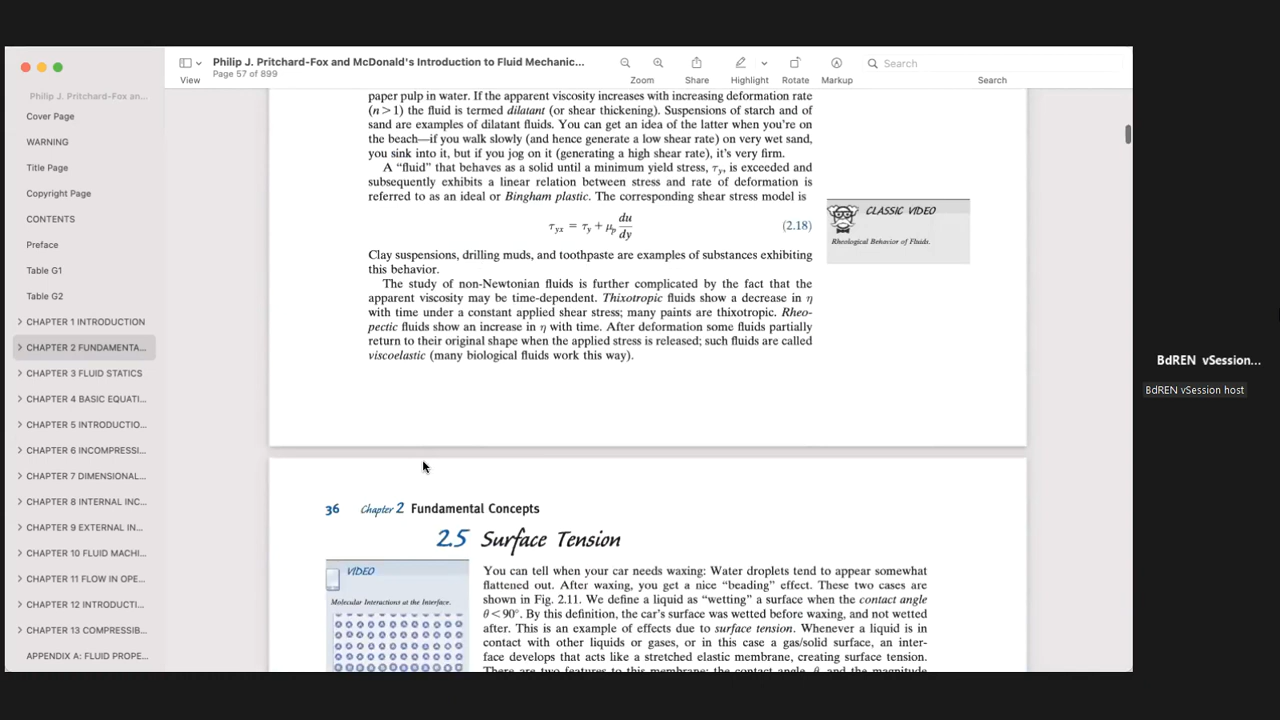 Philip J. Pritchard-Fox and McDonald's Introduction to Fluid Mechanic...
Page 57 of 899
View
Zoom
Share
Highlight
Rotate
Markup
Search
Search
Philip J. Pritchard-Fox and an...
Cover Page
WARNING
Title Page
Copyright Page
CONTENTS
Preface
Table G1
Table G2
CHAPTER 1 INTRODUCTION
CHAPTER 2 FUNDAMENTA...
CHAPTER 3 FLUID STATICS
CHAPTER 4 BASIC EQUATI...
CHAPTER 5 INTRODUCTIO...
CHAPTER 6 INCOMPRESSI...
CHAPTER 7 DIMENSIONAL...
CHAPTER 8 INTERNAL INC...
CHAPTER 9 EXTERNAL IN...
CHAPTER 10 FLUID MACHI...
CHAPTER 11 FLOW IN OPE...
CHAPTER 12 INTRODUCTI...
CHAPTER 13 COMPRESSIB...
APPENDIX A: FLUID PROPE...
paper pulp in water. If the apparent viscosity increases with increasing deformation rate
(n > 1) the fluid is termed dilatant (or shear thickening). Suspensions of starch and of
sand are examples of dilatant fluids. You can get an idea of the latter when you're on
the beach—if you walk slowly (and hence generate a low shear rate) on very wet sand,
you sink into it, but if you jog on it (generating a high shear rate), it's very firm.
A “fluid” that behaves as a solid until a minimum yield stress, τy, is exceeded and
subsequently exhibits a linear relation between stress and rate of deformation is
referred to as an ideal or Bingham plastic. The corresponding shear stress model is
τyx = τy + μp du/dy (2.18)
CLASSIC VIDEO
Rheological Behavior of Fluids.
Clay suspensions, drilling muds, and toothpaste are examples of substances exhibiting
this behavior.
The study of non-Newtonian fluids is further complicated by the fact that the
apparent viscosity may be time-dependent. Thixotropic fluids show a decrease in η
with time under a constant applied shear stress; many paints are thixotropic. Rheo-
pectic fluids show an increase in η with time. After deformation some fluids partially
return to their original shape when the applied stress is released; such fluids are called
viscoelastic (many biological fluids work this way).
36 Chapter 2 Fundamental Concepts
2.5 Surface Tension
VIDEO
Molecular Interactions at the Interface.
You can tell when your car needs waxing: Water droplets tend to appear somewhat
flattened out. After waxing, you get a nice “beading” effect. These two cases are
shown in Fig. 2.11. We define a liquid as “wetting” a surface when the contact angle
θ < 90°. By this definition, the car's surface was wetted before waxing, and not wetted
after. This is an example of effects due to surface tension. Whenever a liquid is in
contact with other liquids or gases, or in this case a gas/solid surface, an inter-
face develops that acts like a stretched elastic membrane, creating surface tension.
There are two features to this membrane: the contact angle, θ, and the magnitude
BdREN vSession...
BdREN vSession host